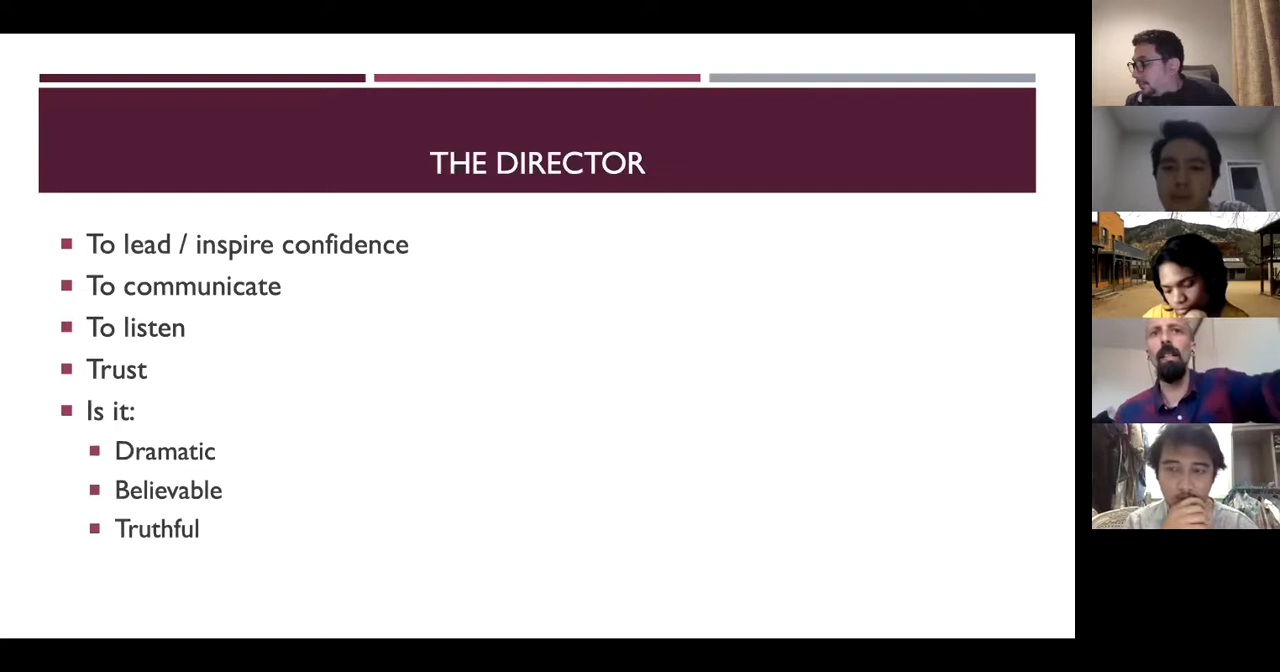 THE DIRECTOR
To lead / inspire confidence
To communicate
To listen
Trust
Is it:
Dramatic
Believable
Truthful